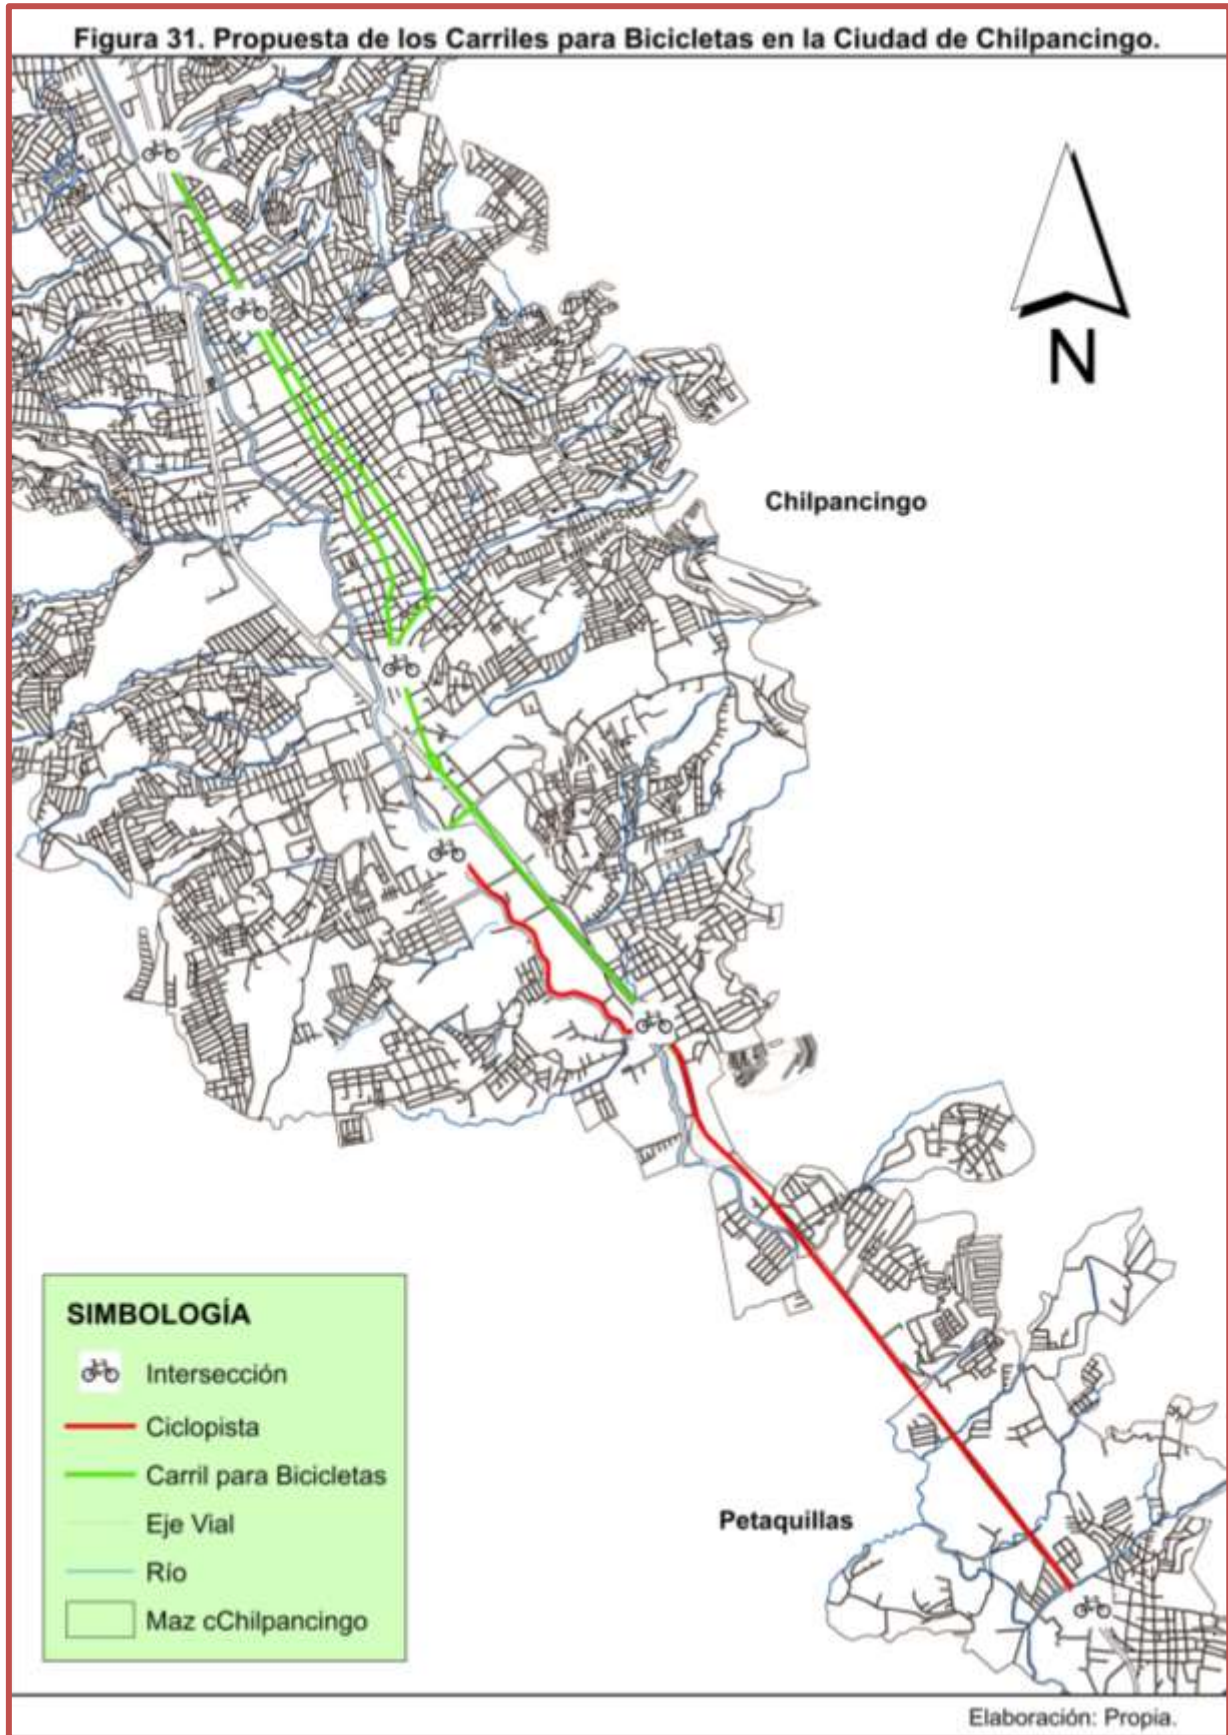 Figura 31. Propuesta de los Carriles para Bicicletas en la Ciudad de Chilpancingo.
N
Chilpancingo
SIMBOLOGÍA
Intersección
Ciclopista
Carril para Bicicletas
Eje Vial
Río
Maz cChilpancingo
Petaquillas
Elaboración: Propia.